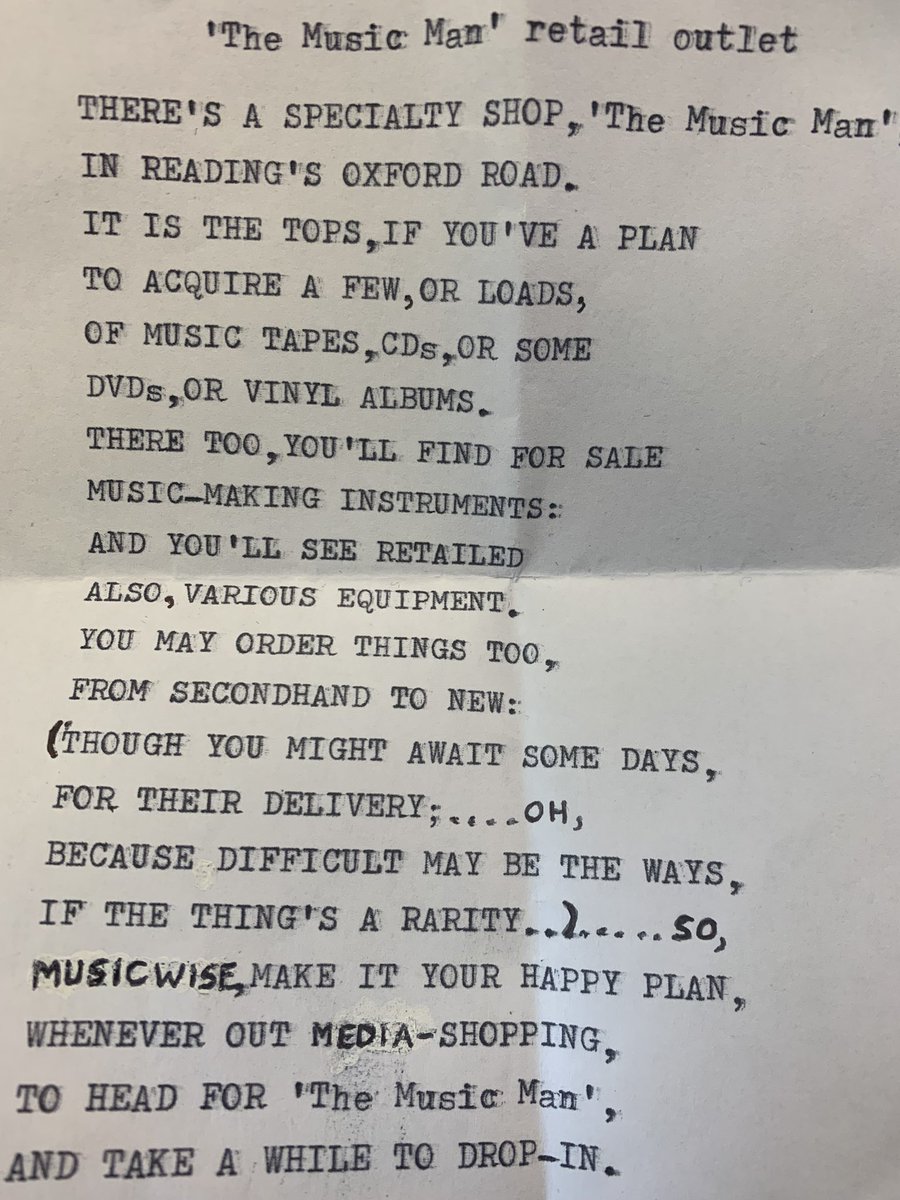 'The Music Man' retail outlet
THERE'S A SPECIALTY SHOP,'The Music Man',
IN READING'S OXFORD ROAD.
IT IS THE TOPS,IF YOU'VE A PLAN
TO ACQUIRE A FEW,OR LOADS,
OF MUSIC TAPES,CDs,OR SOME
DVDs,OR VINYL ALBUMS.
THERE TOO,YOU'LL FIND FOR SALE
MUSIC-MAKING INSTRUMENTS:
AND YOU'LL SEE RETAILED
ALSO,VARIOUS EQUIPMENT.
YOU MAY ORDER THINGS TOO,
FROM SECONDHAND TO NEW:
(THOUGH YOU MIGHT AWAIT SOME DAYS,
FOR THEIR DELIVERY;....OH,
BECAUSE DIFFICULT MAY BE THE WAYS,
IF THE THING'S A RARITY..).....SO,
MUSICWISE,MAKE IT YOUR HAPPY PLAN,
WHENEVER OUT MEDIA-SHOPPING,
TO HEAD FOR 'The Music Man',
AND TAKE A WHILE TO DROP-IN.